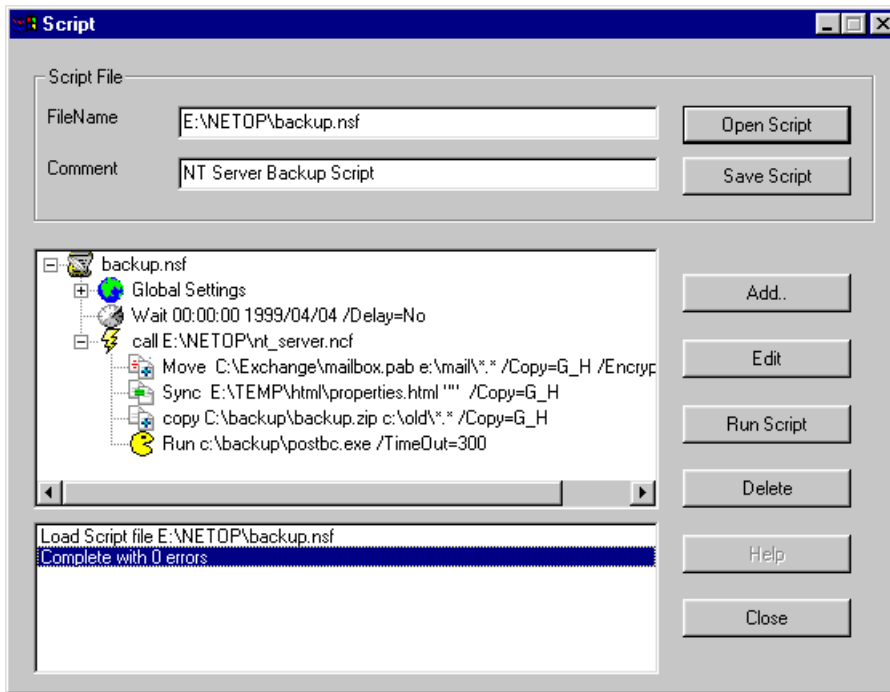 Script
Script File
FileName
E:\NETOP\backup.nsf
Open Script
Comment
NT Server Backup Script
Save Script
backup.nsf
Global Settings
Wait 00:00:00 1999/04/04 /Delay=No
call E:\NETOP\nt_server.ncf
Move C:\Exchange\mailbox.pab e:\mail\*.* /Copy=G_H /Encryp
Sync E:\TEMP\html\properties.html "" /Copy=G_H
copy C:\backup\backup.zip c:\old\*.* /Copy=G_H
Run c:\backup\postbc.exe /TimeOut=300
Add..
Edit
Run Script
Delete
Load Script file E:\NETOP\backup.nsf
Complete with 0 errors
Help
Close